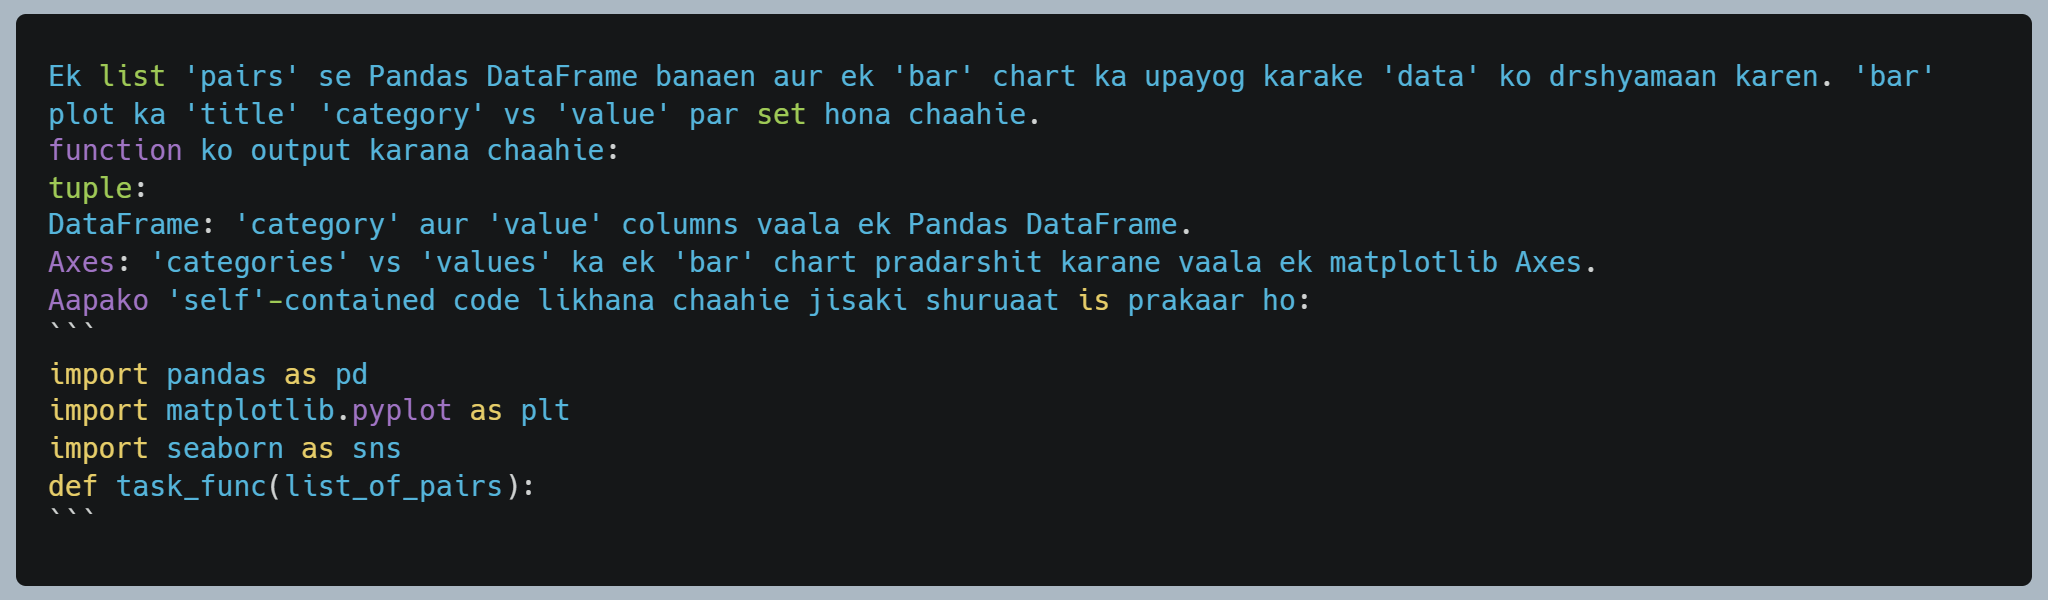 Ek list 'pairs' se Pandas DataFrame banaen aur ek 'bar' chart ka upayog karake 'data' ko drshyamaan karen. 'bar'
plot ka 'title' 'category' vs 'value' par set hona chaahie.
function ko output karana chaahie:
tuple:
DataFrame: 'category' aur 'value' columns vaala ek Pandas DataFrame.
Axes: 'categories' vs 'values' ka ek 'bar' chart pradarshit karane vaala ek matplotlib Axes.
Aapako 'self'-contained code likhana chaahie jisaki shuruaat is prakaar ho:
```
import pandas as pd
import matplotlib.pyplot as plt
import seaborn as sns
def task_func(list_of_pairs):
```